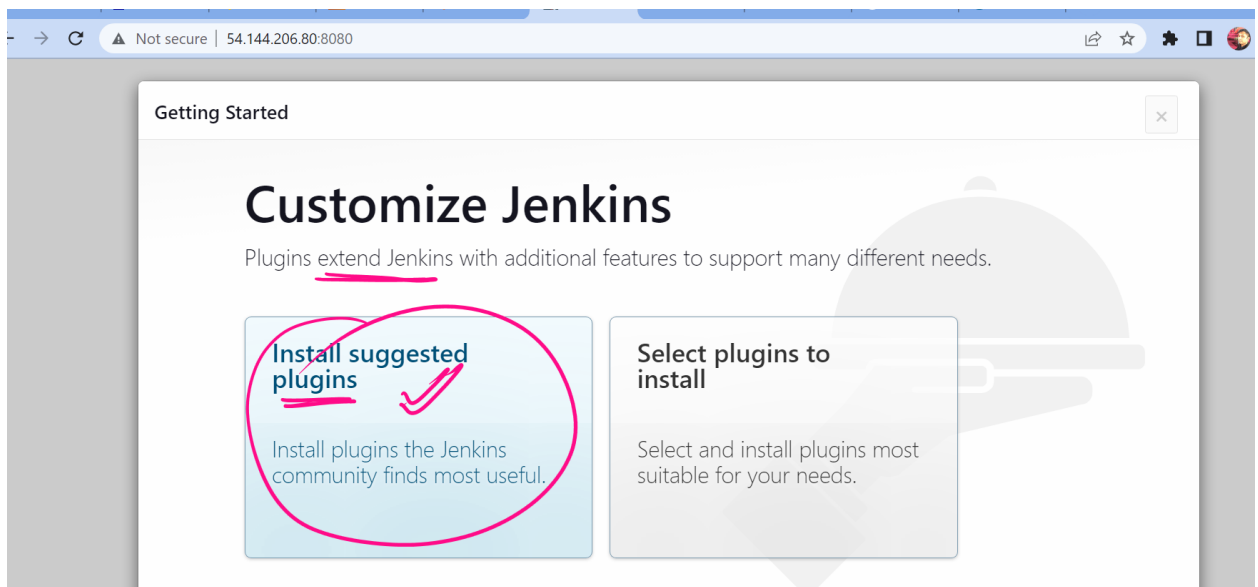 Not secure | 54.144.206.80:8080
Getting Started
Customize Jenkins
Plugins extend Jenkins with additional features to support many different needs.
Install suggested
plugins
Install plugins the Jenkins
community finds most useful.
Select plugins to
install
Select and install plugins most
suitable for your needs.